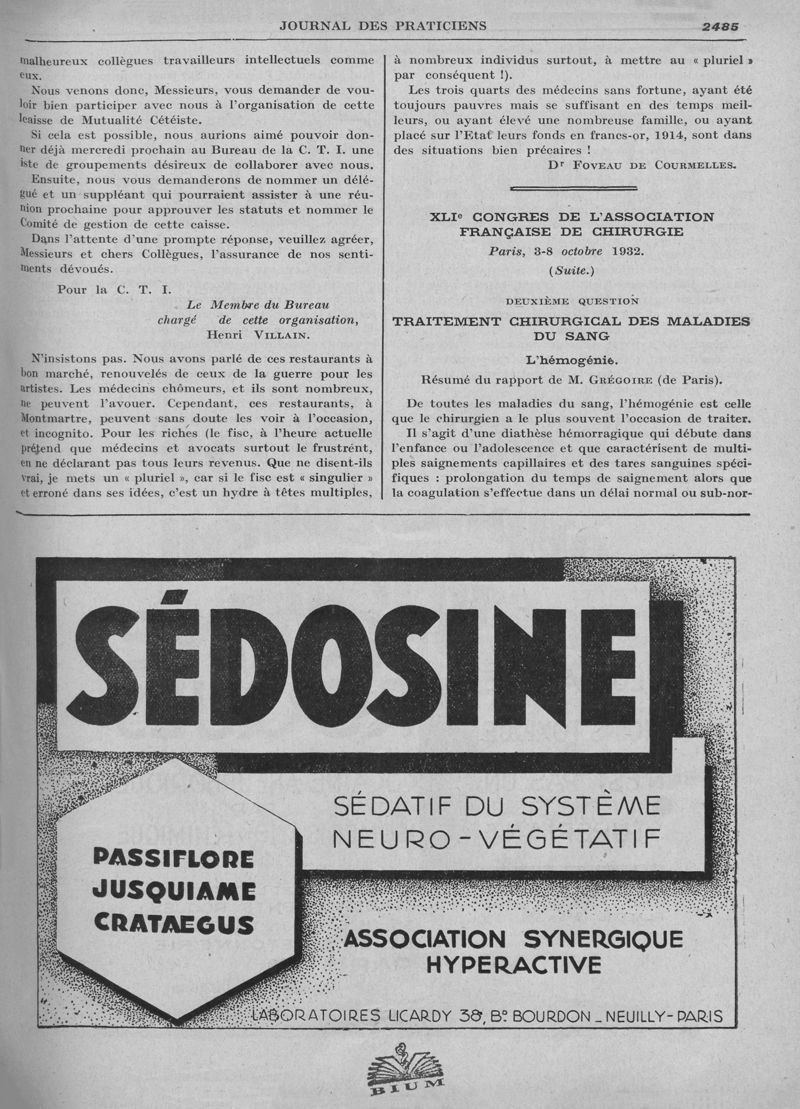 JOURNAL DES PRATICIENS 2485
malheureux collègues travailleurs intellectuels comme
eux.
Nous venons donc, Messieurs, vous demander de vou-
loir bien participer avec nous à l'organisation de cette
caisse de Mutualité Cétéiste.
Si cela est possible, nous aurions aimé pouvoir don-
ner déjà mercredi prochain au Bureau de la C. T. I. une
iste de groupements désireux de collaborer avec nous.
Ensuite, nous vous demanderons de nommer un délé-
gué et un suppléant qui pourraient assister à une réu-
nion prochaine pour approuver les statuts et nommer le
Comité de gestion de cette caisse.
Dans l'attente d'une prompte réponse, veuillez agréer,
Messieurs et chers Collègues, l'assurance de nos senti-
ments dévoués.
Pour la C. T. I.
Le Membre du Bureau
chargé de cette organisation,
Henri VILLAIN.
N'insistons pas. Nous avons parlé de ces restaurants à
bon marché, renouvelés de ceux de la guerre pour les
artistes. Les médecins chômeurs, et ils sont nombreux,
ne peuvent l'avouer. Cependant, ces restaurants, à
Montmartre, peuvent sans doute les voir à l'occasion,
et incognito. Pour les riches (le fisc, à l'heure actuelle
prétend que médecins et avocats surtout le frustrent,
en ne déclarant pas tous leurs revenus. Que ne disent-ils
vrai, je mets un « pluriel », car si le fisc est « singulier »
et erroné dans ses idées, c'est un hydre à têtes multiples,
à nombreux individus surtout, à mettre au « pluriel »
par conséquent !).
Les trois quarts des médecins sans fortune, ayant été
toujours pauvres mais se suffisant en des temps meil-
leurs, ou ayant élevé une nombreuse famille, ou ayant
placé sur l'Etat leurs fonds en francs-or, 1914, sont dans
des situations bien précaires !
Dr FOVEAU DE COURMELLES.
XLIe CONGRES DE L'ASSOCIATION
FRANÇAISE DE CHIRURGIE
Paris, 3-8 octobre 1932.
(Suite.)
DEUXIÈME QUESTION
TRAITEMENT CHIRURGICAL DES MALADIES
DU SANG
L'hémogénie.
Résumé du rapport de M. GRÉGOIRE (de Paris).
De toutes les maladies du sang, l'hémogénie est celle
que le chirurgien a le plus souvent l'occasion de traiter.
Il s'agit d'une diathèse hémorragique qui débute dans
l'enfance ou l'adolescence et que caractérisent de multi-
ples saignements capillaires et des tares sanguines spéci-
fiques : prolongation du temps de saignement alors que
la coagulation s'effectue dans un délai normal ou sub-nor-
SÉDOSINE
SÉDATIF DU SYSTÈME
NEURO-VÉGÉTATIF
PASSIFLORE
JUSQUIAME
CRATAEGUS
ASSOCIATION SYNERGIQUE
HYPERACTIVE
LABORATOIRES LICARDY 38, Bd BOURDON _ NEUILLY-PARIS
BIUM